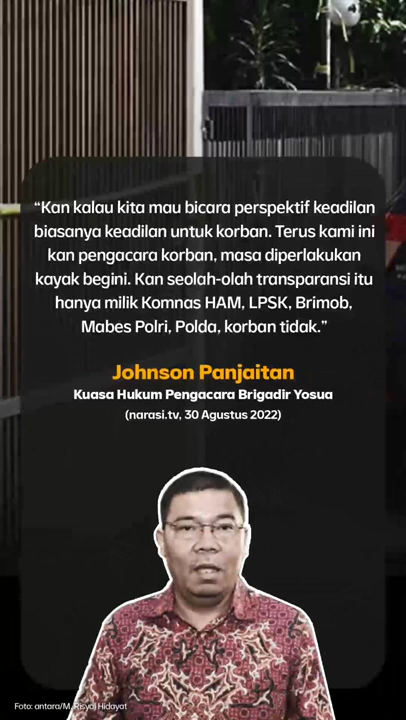 “Kan kalau kita mau bicara perspektif keadilan
biasanya keadilan untuk korban. Terus kami ini
kan pengacara korban, masa diperlakukan
kayak begini. Kan seolah-olah transparansi itu
hanya milik Komnas HAM, LPSK, Brimob,
Mabes Polri, Polda, korban tidak.”
Johnson Panjaitan
Kuasa Hukum Pengacara Brigadir Yosua
(narasi.tv, 30 Agustus 2022)
Foto: antara/M. Risyal Hidayat